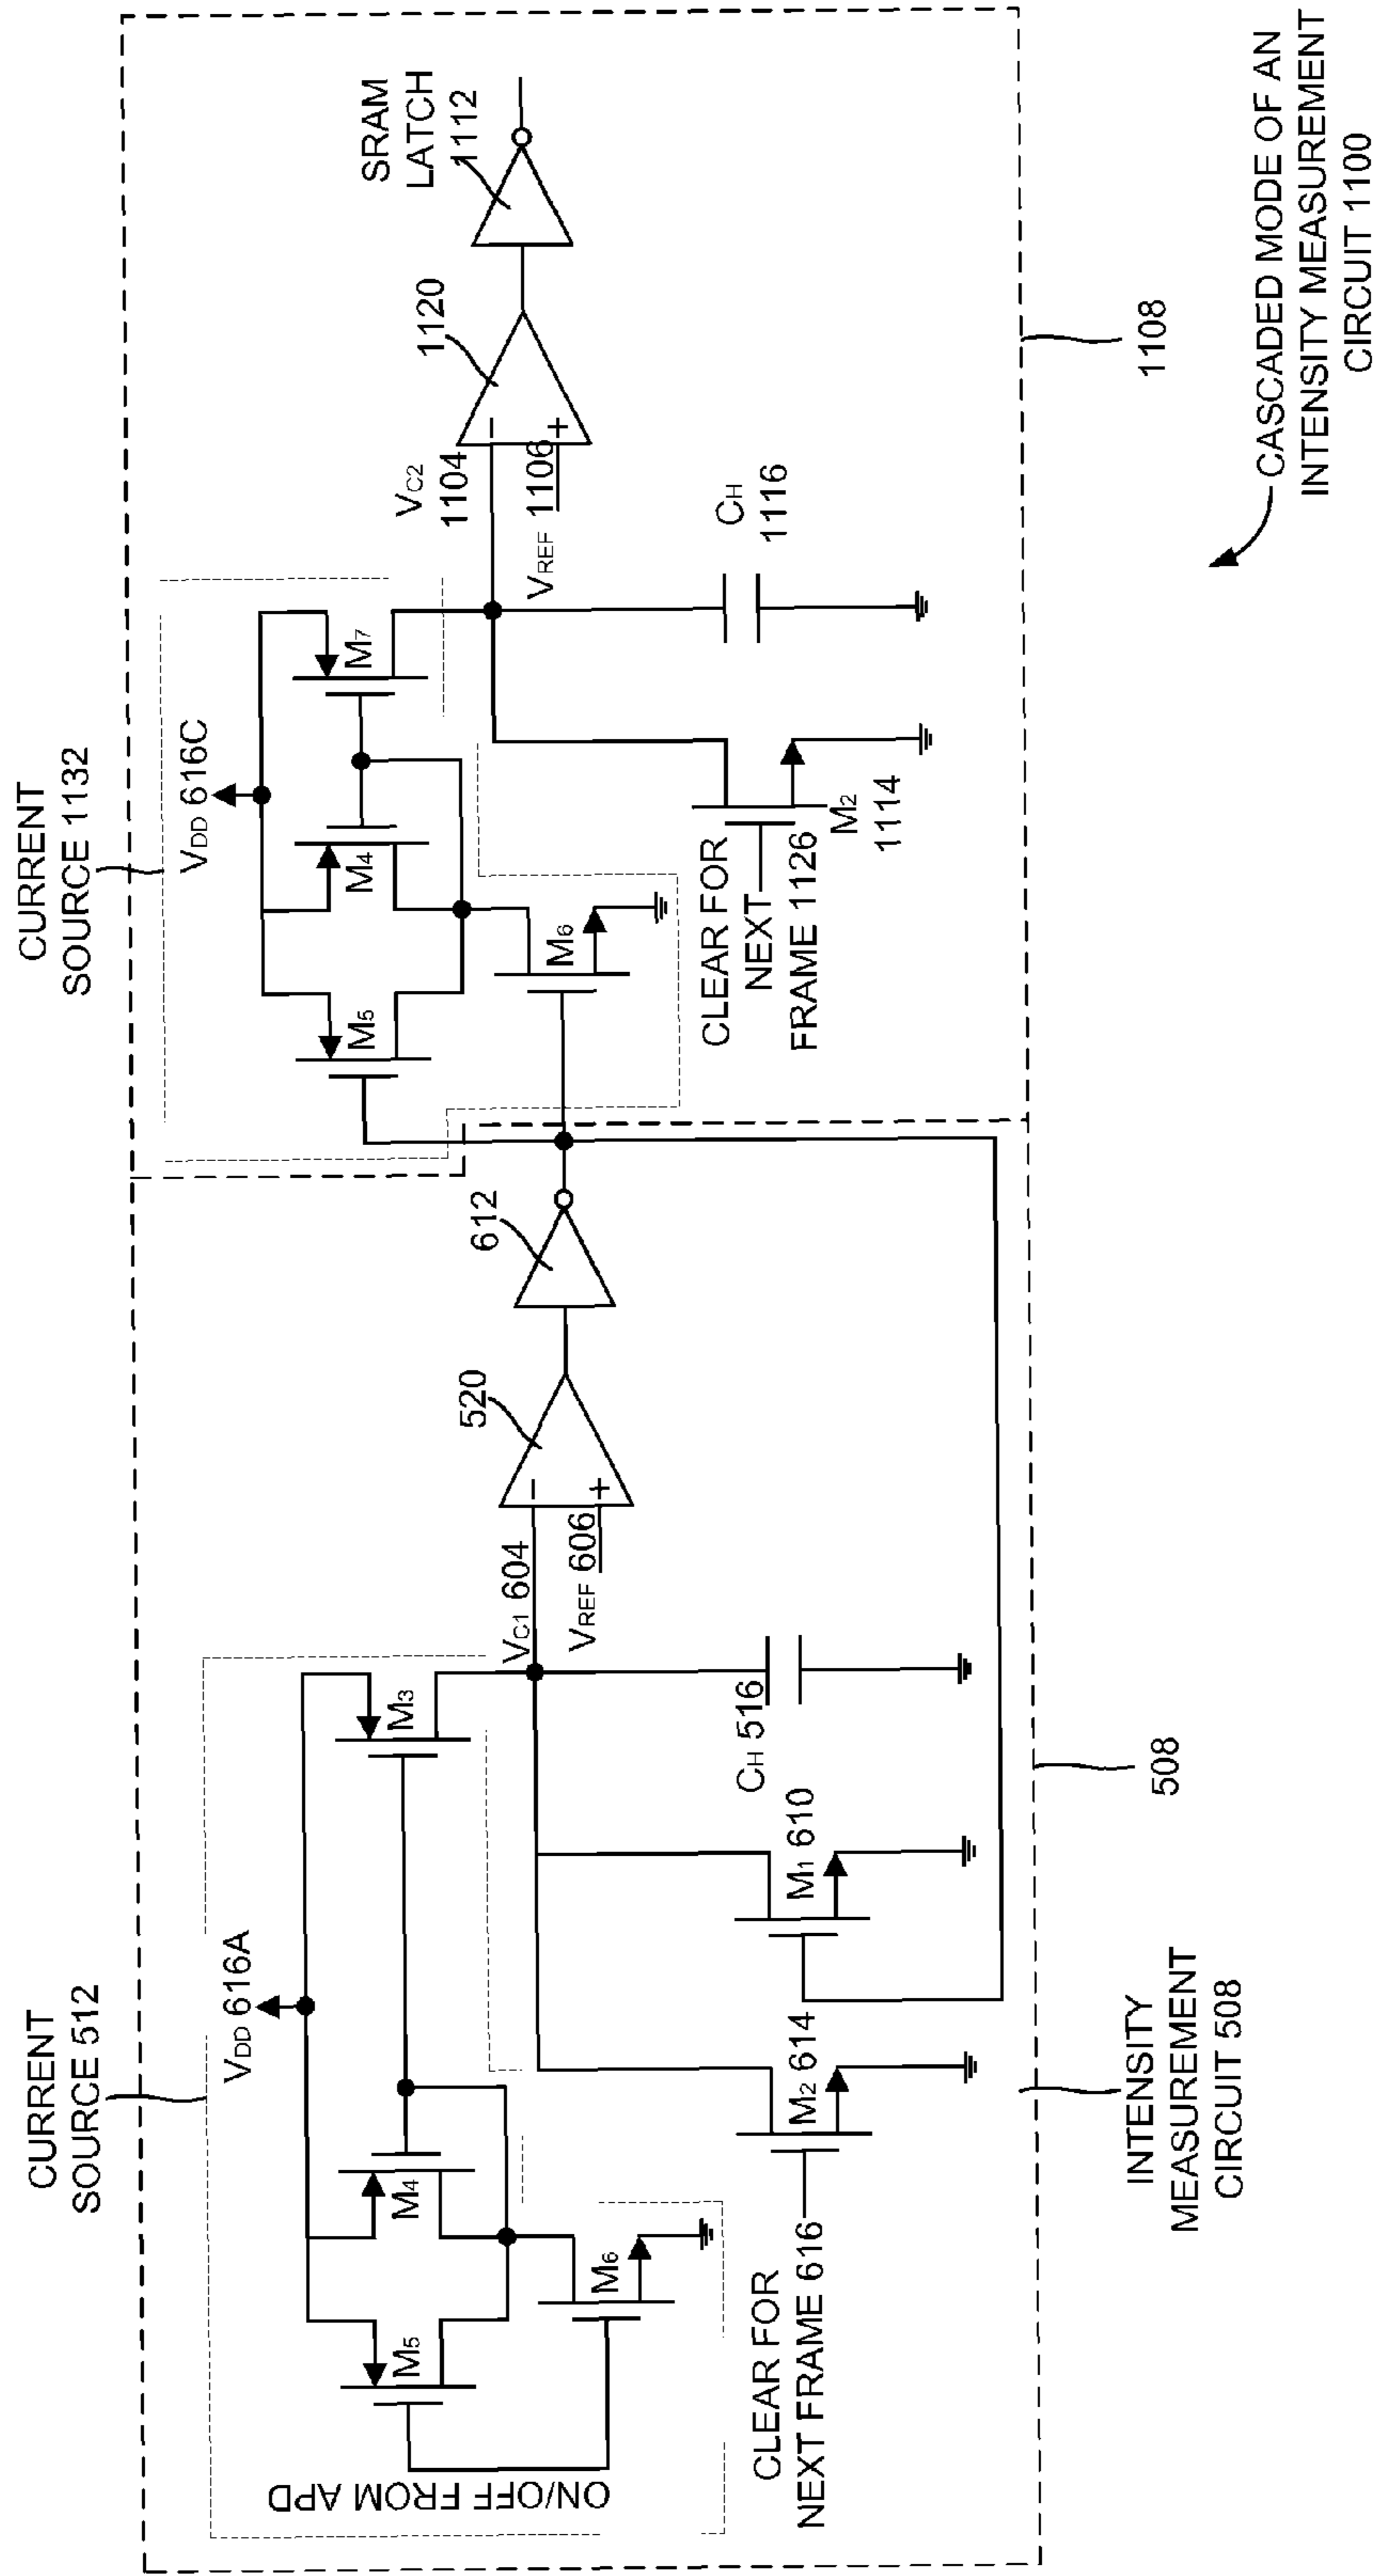 CURRENT
SOURCE 512
VDD 616A
M5
M4
M3
M6
ON/OFF FROM APD
CLEAR FOR
NEXT FRAME 616
M2 614
M1 610
CH 516
VC1 604
VREF 606
−
+
520
612
INTENSITY
MEASUREMENT
CIRCUIT 508
508
CURRENT
SOURCE 1132
VDD 616C
M5
M4
M7
M6
CLEAR FOR
NEXT
FRAME 1126
M2
1114
CH
1116
VC2
1104
VREF 1106
−
+
1120
SRAM
LATCH
1112
1108
CASCADED MODE OF AN
INTENSITY MEASUREMENT
CIRCUIT 1100